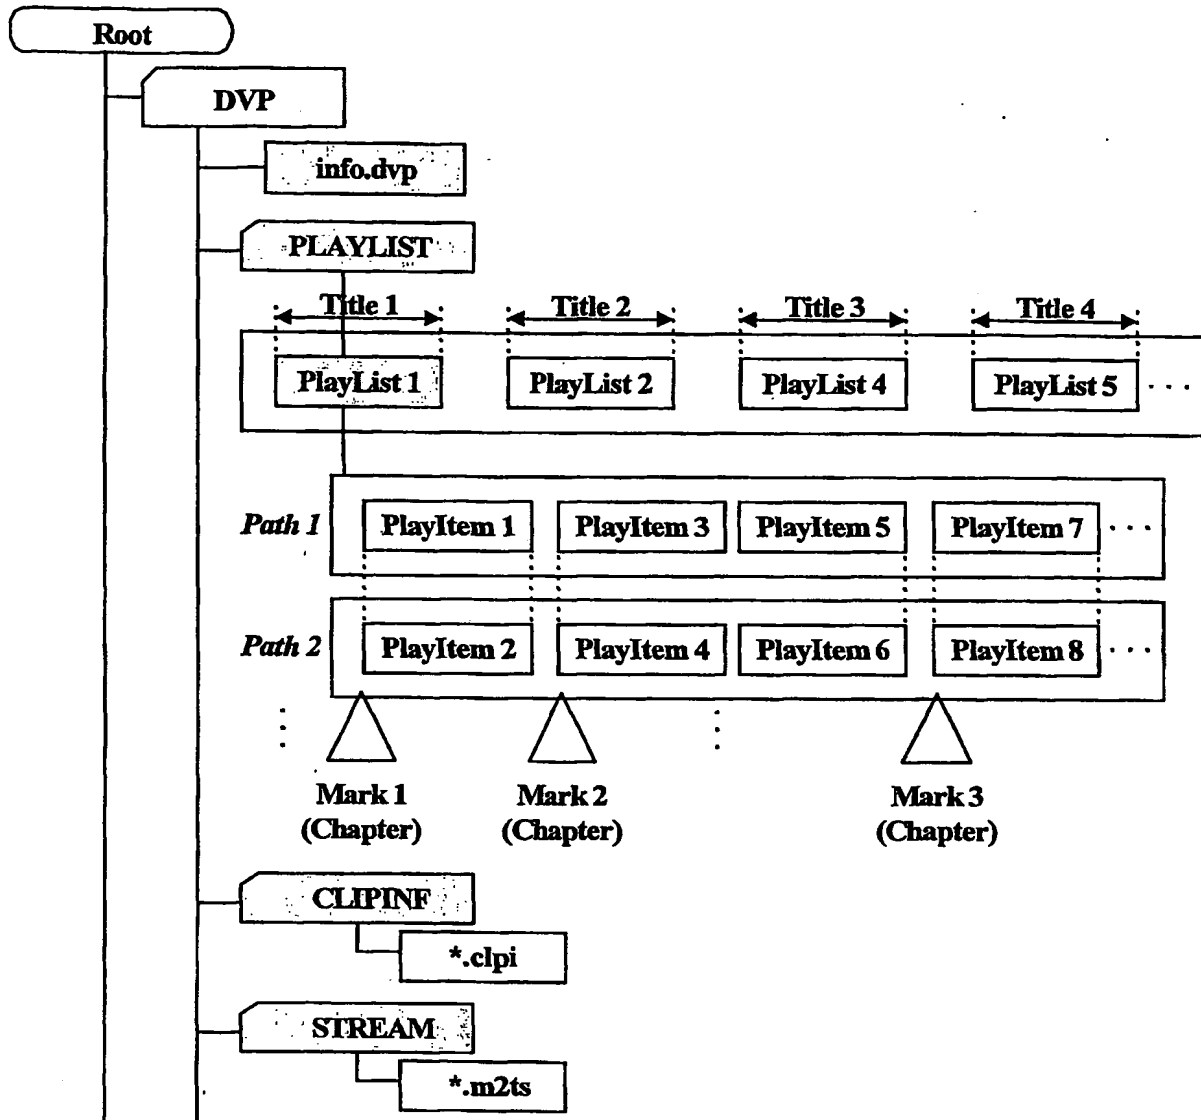 Root
DVP
info.dvp
PLAYLIST
Title 1 Title 2 Title 3 Title 4
PlayList 1 PlayList 2 PlayList 4 PlayList 5 . . .
Path 1 PlayItem 1 PlayItem 3 PlayItem 5 PlayItem 7 . . .
Path 2 PlayItem 2 PlayItem 4 PlayItem 6 PlayItem 8 . . .
Mark 1 Mark 2 Mark 3
(Chapter) (Chapter) (Chapter)
CLIPINF
*.clpi
STREAM
*.m2ts